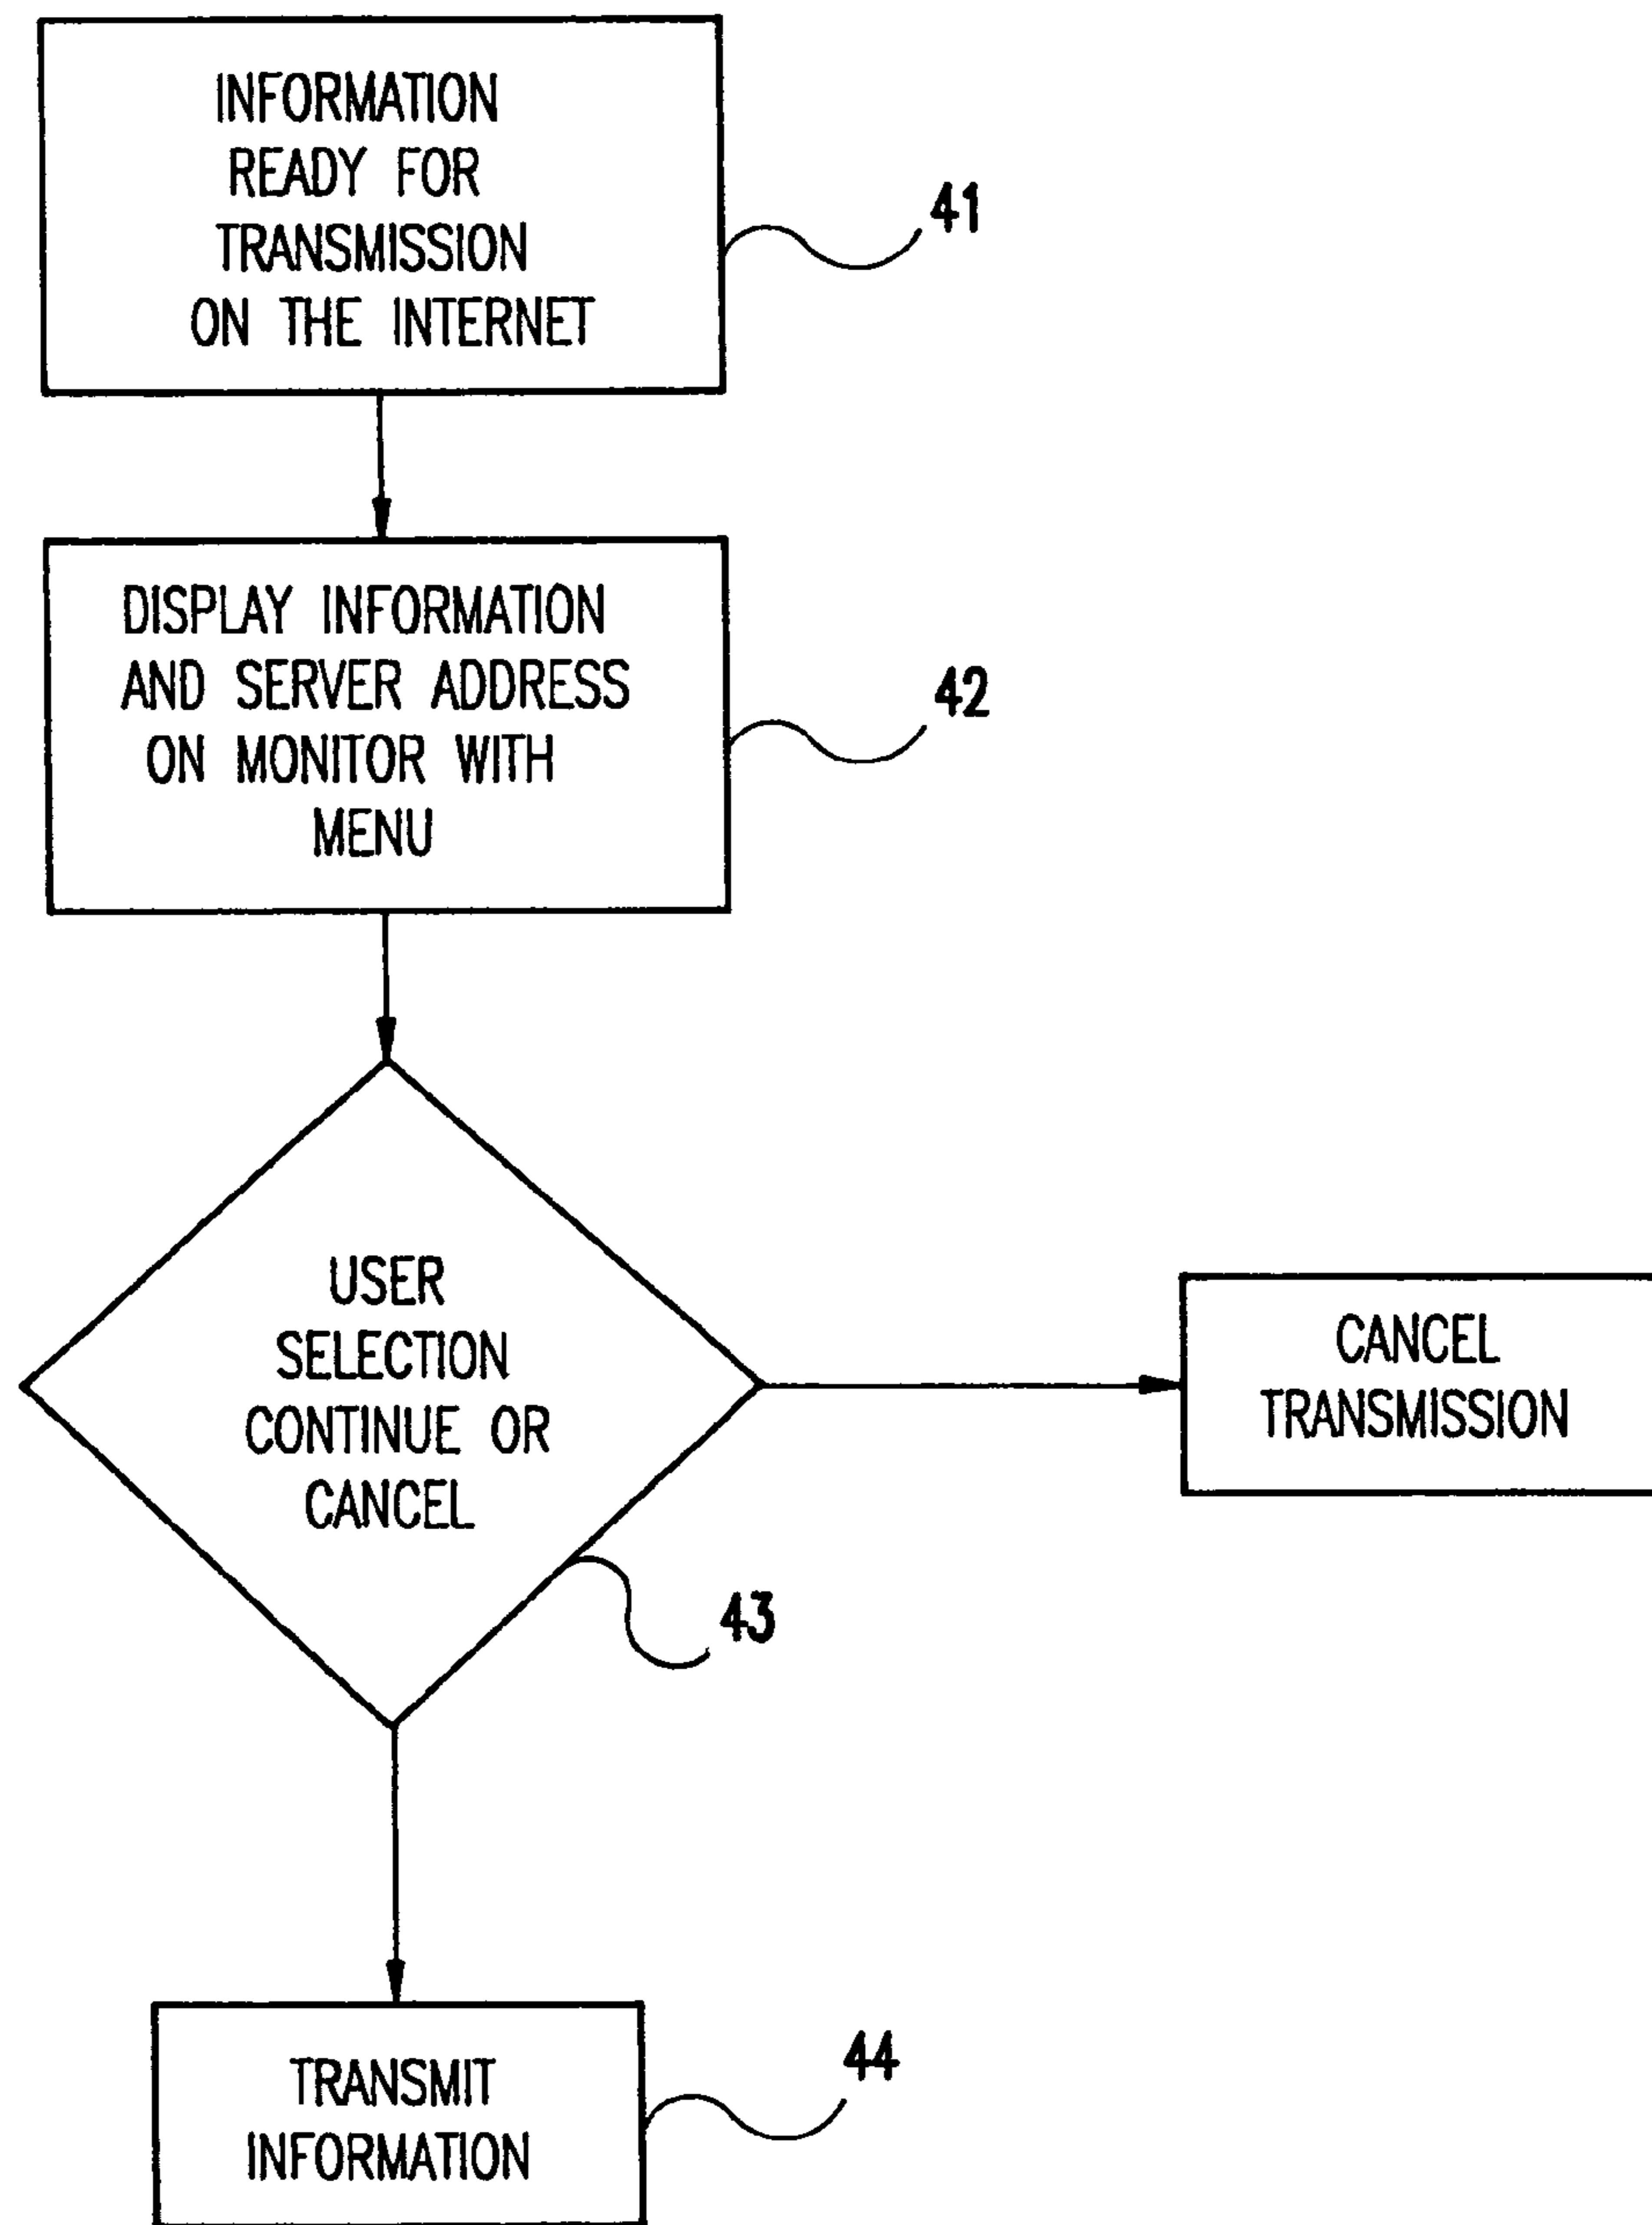 INFORMATION
READY FOR
TRANSMISSION
ON THE INTERNET
41
DISPLAY INFORMATION
AND SERVER ADDRESS
ON MONITOR WITH
MENU
42
USER
SELECTION
CONTINUE OR
CANCEL
43
CANCEL
TRANSMISSION
TRANSMIT
INFORMATION
44